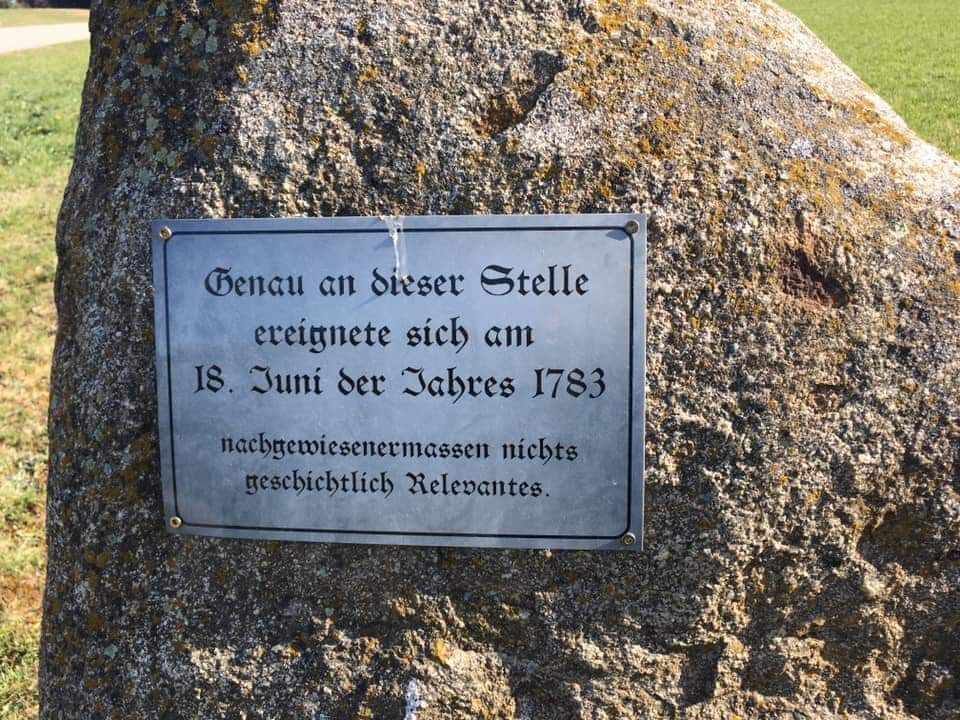 Genau an dieser Stelle
ereignete sich am
18. Juni der Jahres 1783
nachgewiesenermassen nichts
geschichtlich Relevantes.